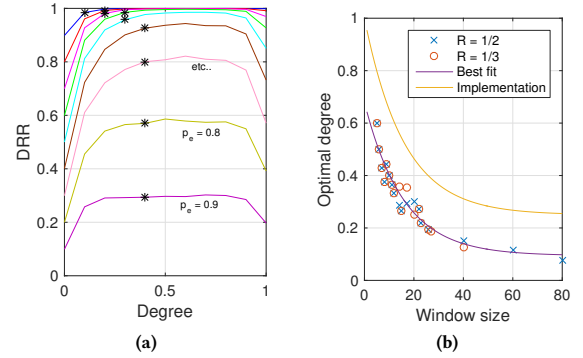 1
0.8
0.6
0.4
0.2
0
DRR
etc..
p_e = 0.8
p_e = 0.9
0
0.5
1
Degree
(a)
1
0.8
0.6
0.4
0.2
0
Optimal degree
R = 1/2
R = 1/3
Best fit
Implementation
0
20
40
60
80
Window size
(b)